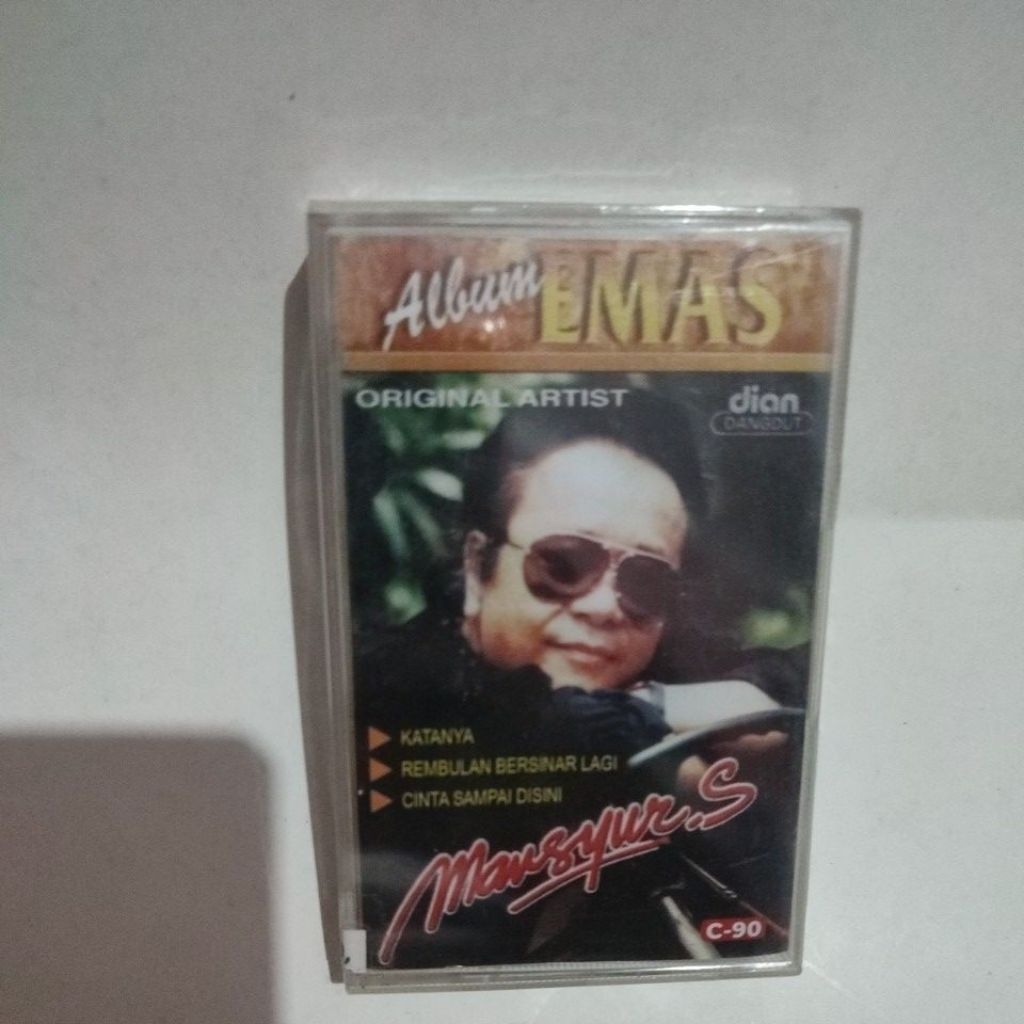 Album EMAS
ORIGINAL ARTIST
dian
DANGDUT
KATANYA
REMBULAN BERSINAR LAGI
CINTA SAMPAI DISINI
Mansyur.S
C-90